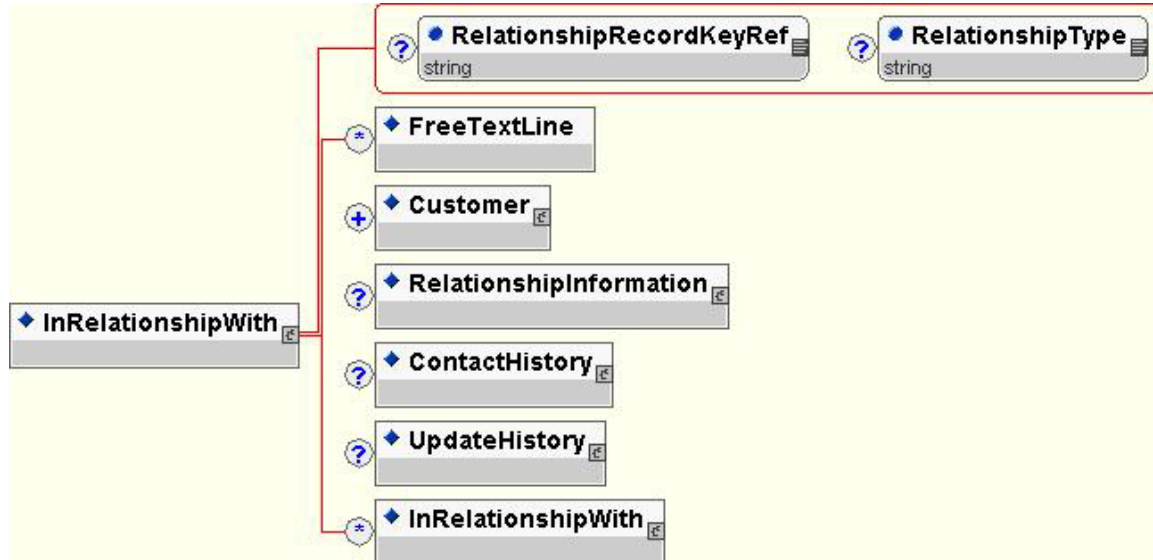 ? RelationshipRecordKeyRef ? RelationshipType
string string
* FreeTextLine
+ Customer
? RelationshipInformation
InRelationshipWith
? ContactHistory
? UpdateHistory
* InRelationshipWith